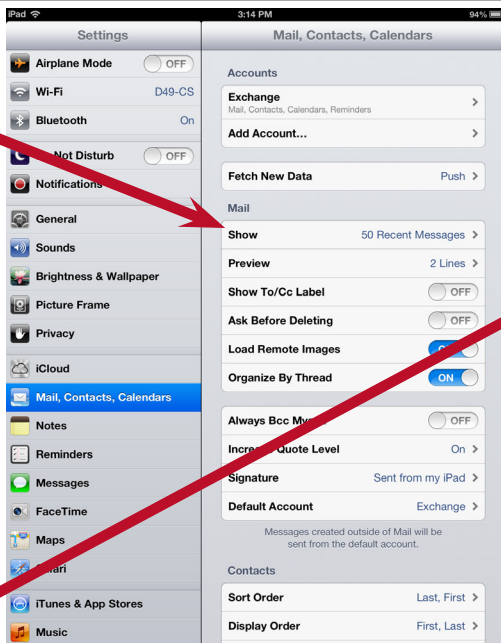 iPad 3:14 PM 94%
Settings
Airplane Mode OFF
Wi-Fi D49-CS
Bluetooth On
Not Disturb OFF
Notifications
General
Sounds
Brightness & Wallpaper
Picture Frame
Privacy
iCloud
Mail, Contacts, Calendars
Notes
Reminders
Messages
FaceTime
Maps
iTunes & App Stores
Music
Mail, Contacts, Calendars
Accounts
Exchange
Mail, Contacts, Calendars, Reminders
Add Account...
Fetch New Data Push
Mail
Show 50 Recent Messages
Preview 2 Lines
Show To/Cc Label OFF
Ask Before Deleting OFF
Load Remote Images
Organize By Thread ON
Always Bcc
Quote Level On
Signature Sent from my iPad
Default Account Exchange
Messages created outside of Mail will be
sent from the default account.
Contacts
Sort Order Last, First
Display Order First, Last